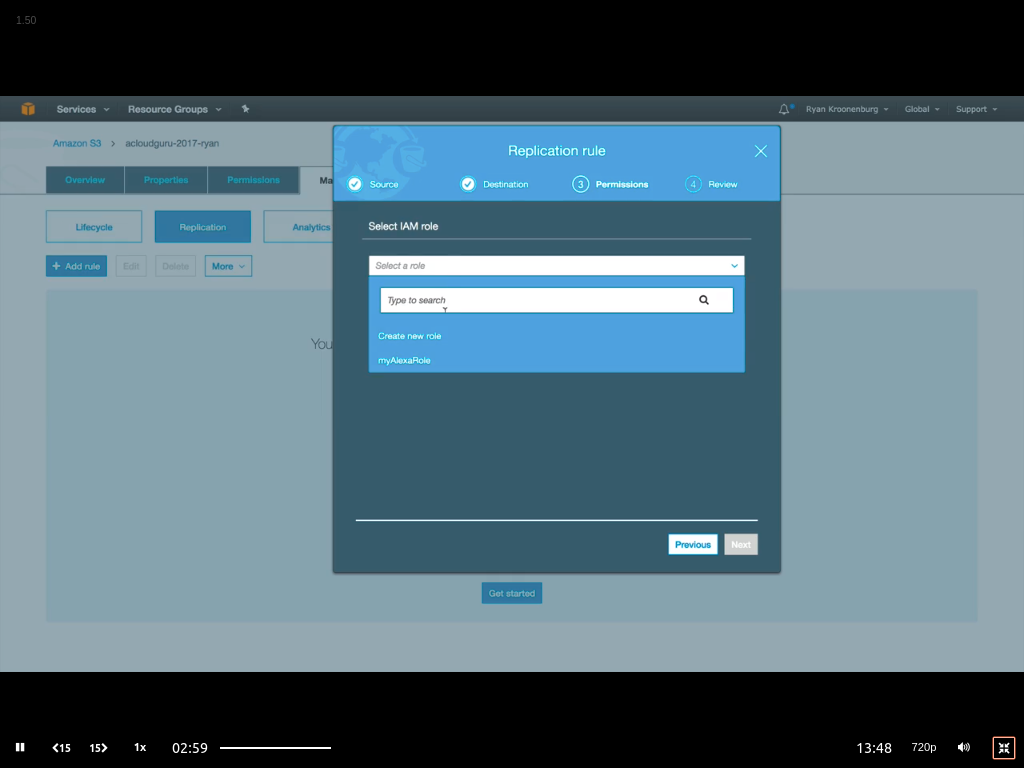 1.50
Services
Resource Groups
Ryan Kroonenburg
Global
Support
Amazon S3 > acloudguru-2017-ryan
Replication rule
Overview
Properties
Permissions
Ma
Source
Destination
3 Permissions
4 Review
Lifecycle
Replication
Analytics
Select IAM role
+ Add rule
Edit
Delete
More
Select a role
Type to search
Create new role
You
myAlexaRole
Previous
Next
Get started
15
15
1x
02:59
13:48
720p